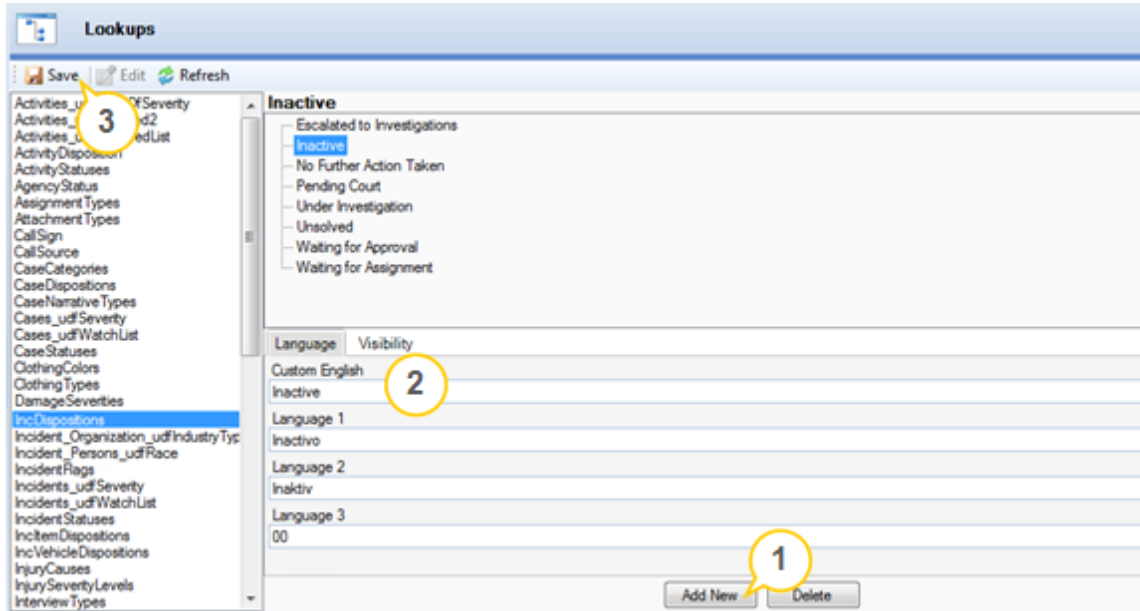 Lookups
Save Edit Refresh
Activities_u Severity
Activities_ d2
Activities_u edList
ActivityDisposition
ActivityStatuses
AgencyStatus
AssignmentTypes
AttachmentTypes
CallSign
CallSource
CaseCategories
CaseDispositions
CaseNarrativeTypes
Cases_udfSeverity
Cases_udfWatchList
CaseStatuses
ClothingColors
ClothingTypes
DamageSeverities
IncDispositions
Incident_Organization_udfIndustryTyp
Incident_Persons_udfRace
IncidentFlags
Incidents_udfSeverity
Incidents_udfWatchList
IncidentStatuses
IncItemDispositions
IncVehicleDispositions
InjuryCauses
InjurySeverityLevels
InterviewTypes
3
Inactive
Escalated to Investigations
Inactive
No Further Action Taken
Pending Court
Under Investigation
Unsolved
Waiting for Approval
Waiting for Assignment
Language Visibility
Custom English
2
Inactive
Language 1
Inactivo
Language 2
Inaktiv
Language 3
00
1
Add New Delete